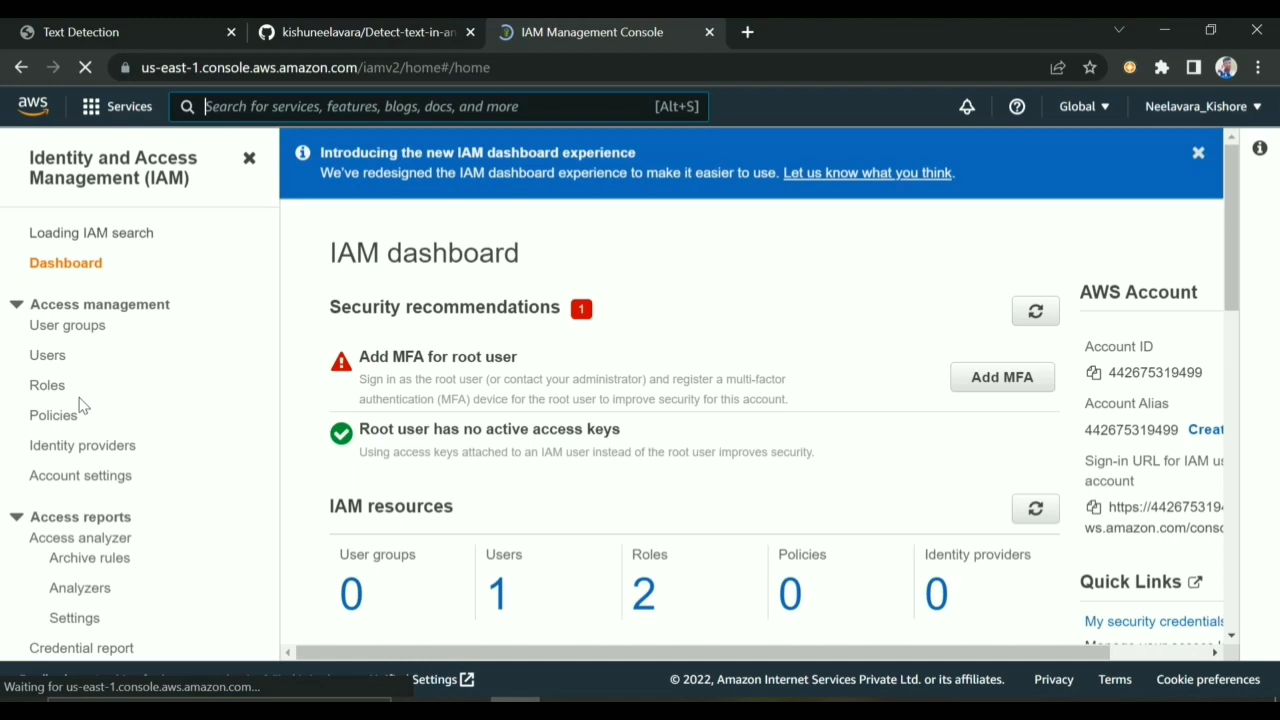 Text Detection
kishuneelavara/Detect-text-in-an
IAM Management Console
us-east-1.console.aws.amazon.com/iamv2/home#/home
aws
Services
Search for services, features, blogs, docs, and more
[Alt+S]
Global
Neelavara_Kishore
Identity and Access
Management (IAM)
Loading IAM search
Dashboard
Access management
User groups
Users
Roles
Policies
Identity providers
Account settings
Access reports
Access analyzer
Archive rules
Analyzers
Settings
Credential report
Introducing the new IAM dashboard experience
We've redesigned the IAM dashboard experience to make it easier to use. Let us know what you think.
IAM dashboard
Security recommendations 1
Add MFA for root user
Sign in as the root user (or contact your administrator) and register a multi-factor
authentication (MFA) device for the root user to improve security for this account.
Add MFA
Root user has no active access keys
Using access keys attached to an IAM user instead of the root user improves security.
IAM resources
User groups
0
Users
1
Roles
2
Policies
0
Identity providers
0
AWS Account
Account ID
442675319499
Account Alias
442675319499 Creat
Sign-in URL for IAM us
account
https://442675319
ws.amazon.com/conso
Quick Links
My security credentials
Waiting for us-east-1.console.aws.amazon.com...
Settings
© 2022, Amazon Internet Services Private Ltd. or its affiliates.
Privacy
Terms
Cookie preferences